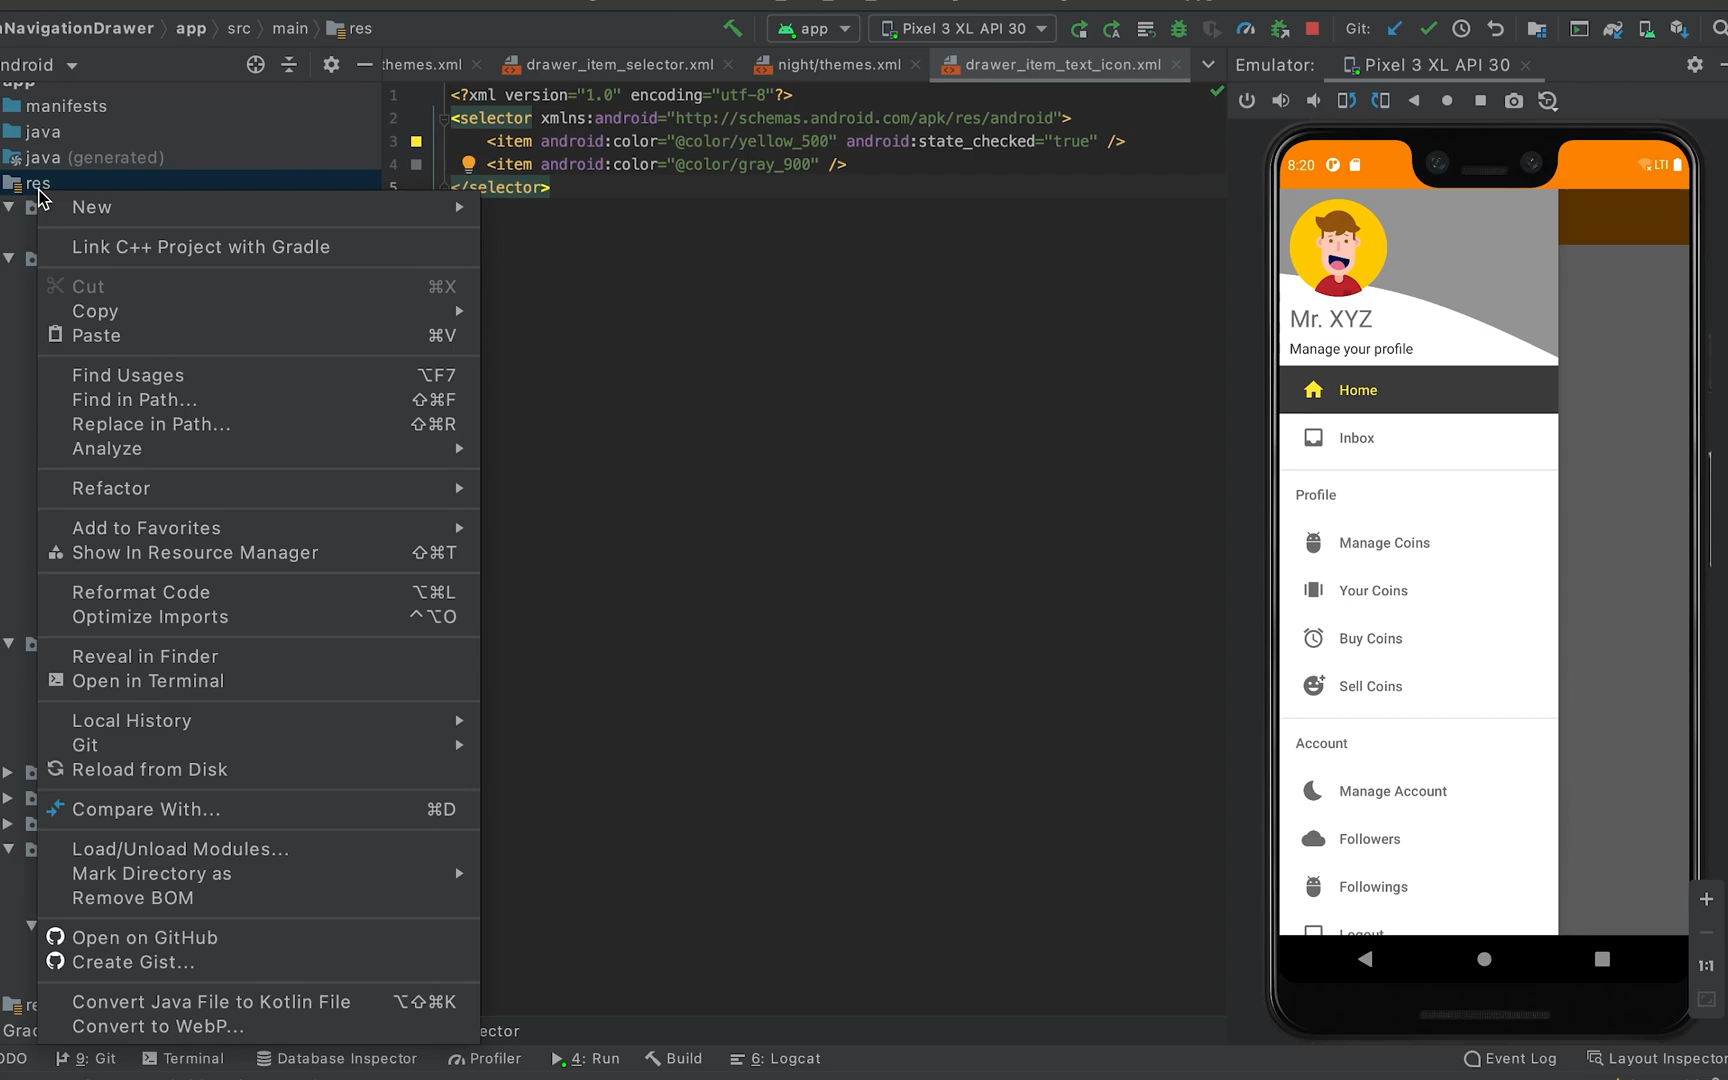 NavigationDrawer app src main res
app
Pixel 3 XL API 30
Git:
ndroid
themes.xml
drawer_item_selector.xml
night/themes.xml
drawer_item_text_icon.xml
Emulator:
Pixel 3 XL API 30
app
manifests
java
java (generated)
res
1 <?xml version="1.0" encoding="utf-8"?>
2 <selector xmlns:android="http://schemas.android.com/apk/res/android">
3 <item android:color="@color/yellow_500" android:state_checked="true" />
4 <item android:color="@color/gray_900" />
5 </selector>
New
Link C++ Project with Gradle
Cut ⌘X
Copy
Paste ⌘V
Find Usages ⌥F7
Find in Path... ⇧⌘F
Replace in Path... ⇧⌘R
Analyze
Refactor
Add to Favorites
Show In Resource Manager ⇧⌘T
Reformat Code ⌥⌘L
Optimize Imports ^⌥O
Reveal in Finder
Open in Terminal
Local History
Git
Reload from Disk
Compare With... ⌘D
Load/Unload Modules...
Mark Directory as
Remove BOM
Open on GitHub
Create Gist...
Convert Java File to Kotlin File ⌥⇧⌘K
Convert to WebP...
re
Grad
ector
8:20
LTE
Mr. XYZ
Manage your profile
Home
Inbox
Profile
Manage Coins
Your Coins
Buy Coins
Sell Coins
Account
Manage Account
Followers
Followings
Logout
1:1
ODO
9: Git
Terminal
Database Inspector
Profiler
4: Run
Build
6: Logcat
Event Log
Layout Inspector